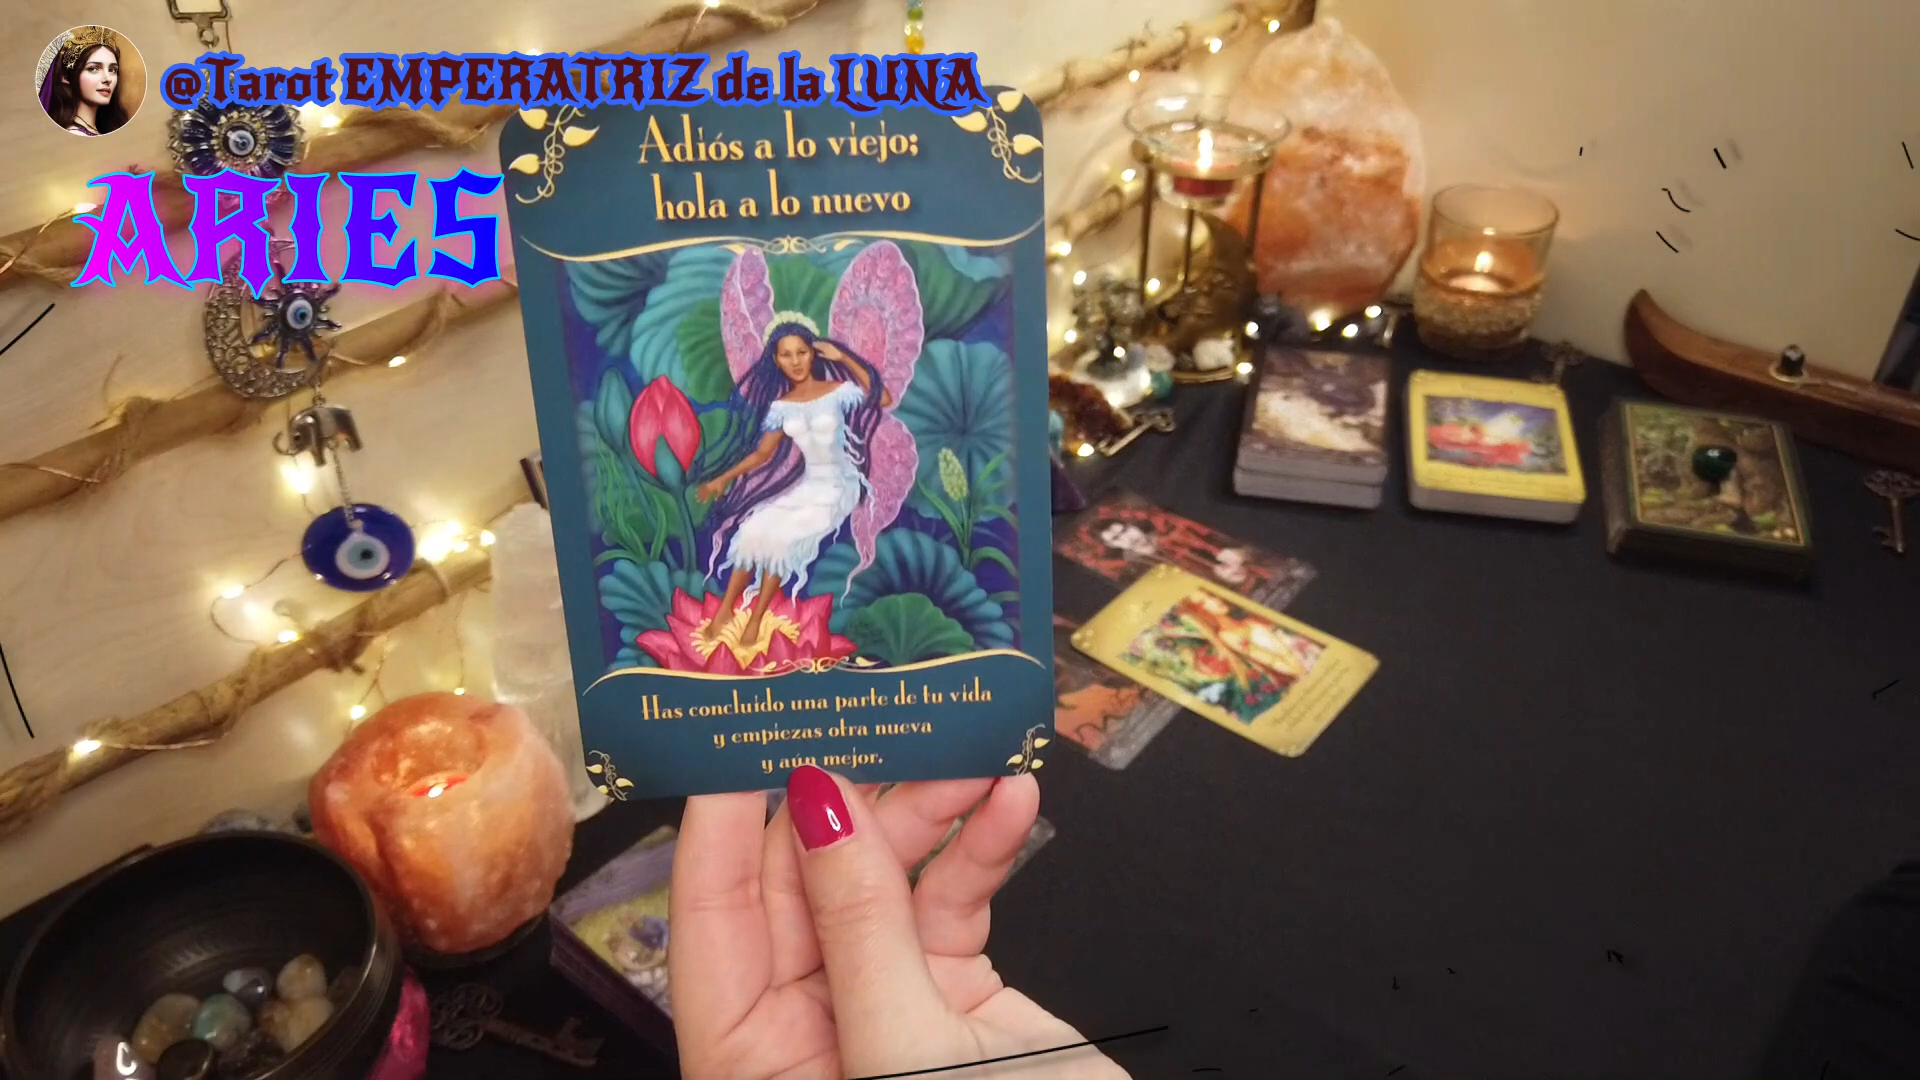 @Tarot EMPERATRIZ de la LUNA
ARIES
Adiós a lo viejo;
hola a lo nuevo
Has concluido una parte de tu vida
y empiezas otra nueva
y aún mejor.